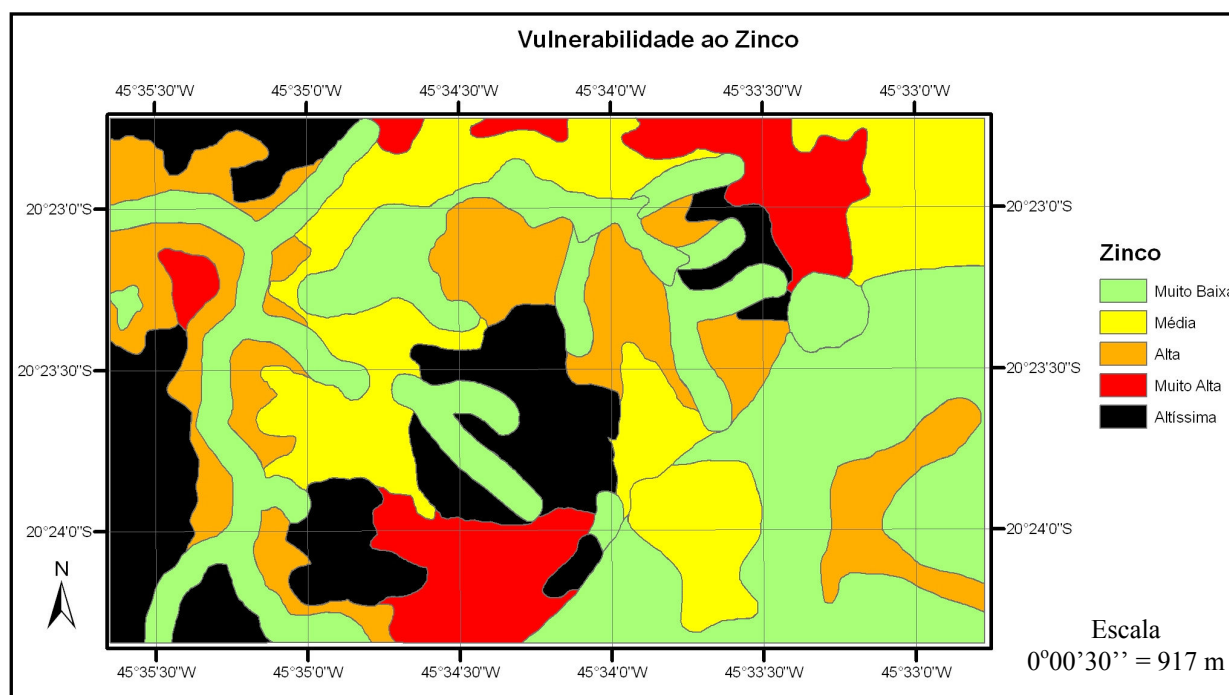 Vulnerabilidade ao Zinco
45°35'30"W 45°35'0"W 45°34'30"W 45°34'0"W 45°33'30"W 45°33'0"W
20°23'0"S 20°23'0"S
Zinco
Muito Baixa
Média
Alta
Muito Alta
Altíssima
20°23'30"S 20°23'30"S
20°24'0"S 20°24'0"S
N
45°35'30"W 45°35'0"W 45°34'30"W 45°34'0"W 45°33'30"W 45°33'0"W
Escala
0°00'30'' = 917 m